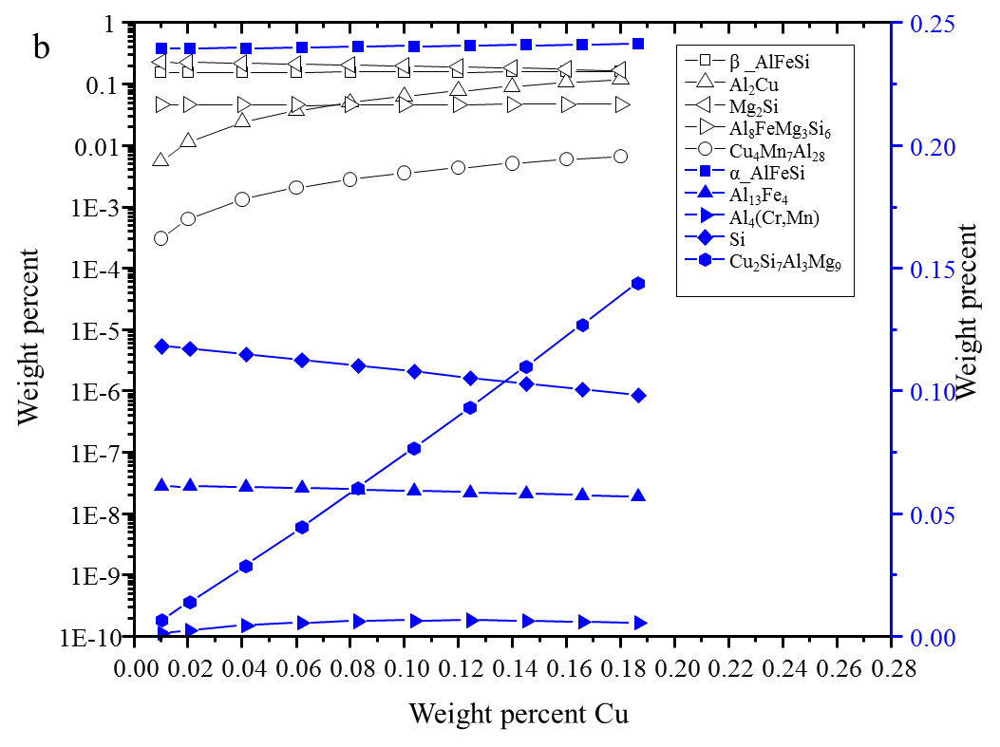 b
1
0.1
0.01
1E-3
1E-4
1E-5
1E-6
1E-7
1E-8
1E-9
1E-10
Weight percent
0.25
0.20
0.15
0.10
0.05
0.00
Weight precent
β _AlFeSi
Al₂Cu
Mg₂Si
Al₈FeMg₃Si₆
Cu₄Mn₇Al₂₈
α_AlFeSi
Al₁₃Fe₄
Al₄(Cr,Mn)
Si
Cu₂Si₇Al₃Mg₉
0.00 0.02 0.04 0.06 0.08 0.10 0.12 0.14 0.16 0.18 0.20 0.22 0.24 0.26 0.28
Weight percent Cu